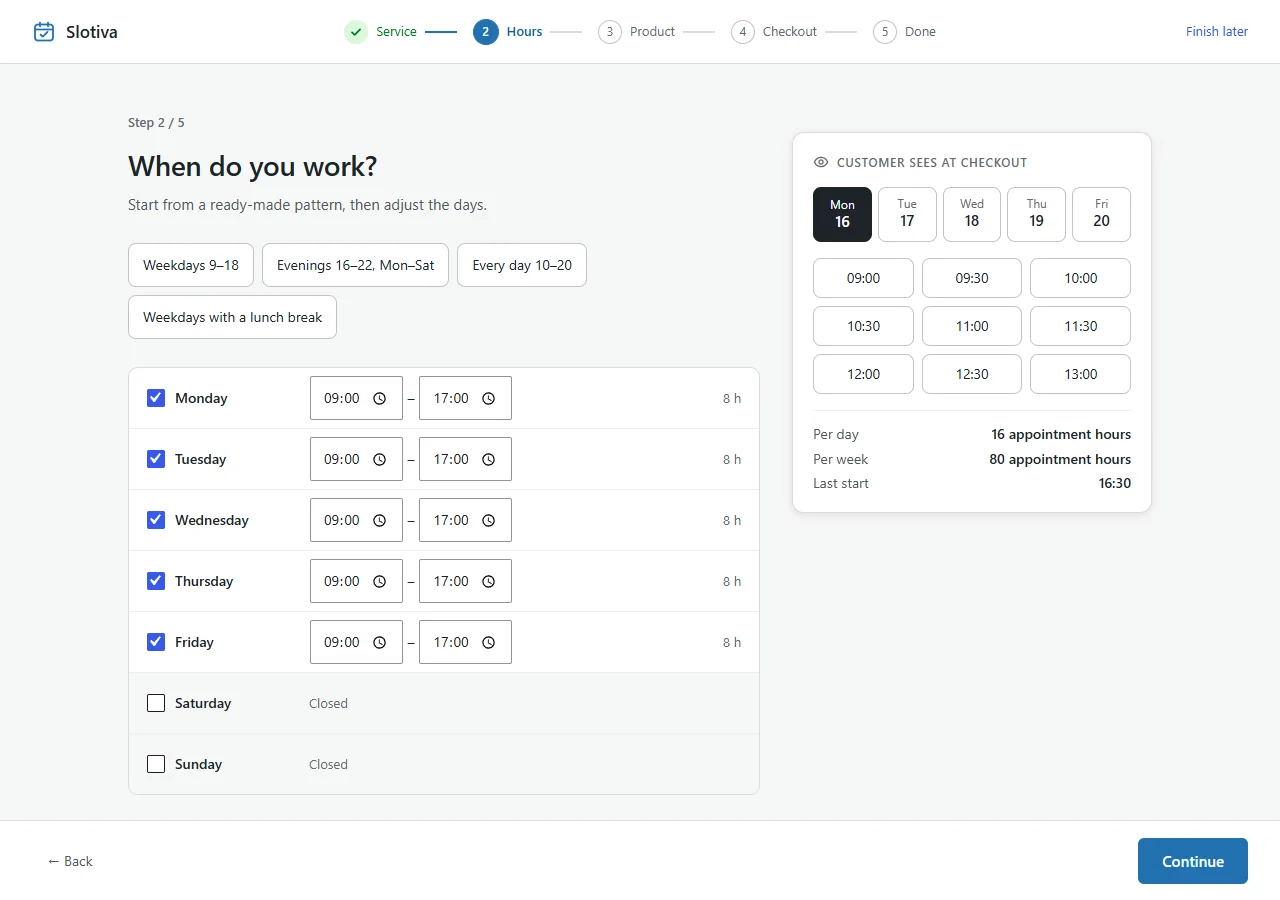 Slotiva
Service
2 Hours
3 Product
4 Checkout
5 Done
Finish later
Step 2 / 5
When do you work?
Start from a ready-made pattern, then adjust the days.
Weekdays 9–18
Evenings 16–22, Mon–Sat
Every day 10–20
Weekdays with a lunch break
Monday 09:00 – 17:00 8 h
Tuesday 09:00 – 17:00 8 h
Wednesday 09:00 – 17:00 8 h
Thursday 09:00 – 17:00 8 h
Friday 09:00 – 17:00 8 h
Saturday Closed
Sunday Closed
CUSTOMER SEES AT CHECKOUT
Mon Tue Wed Thu Fri
16 17 18 19 20
09:00 09:30 10:00
10:30 11:00 11:30
12:00 12:30 13:00
Per day 16 appointment hours
Per week 80 appointment hours
Last start 16:30
← Back
Continue